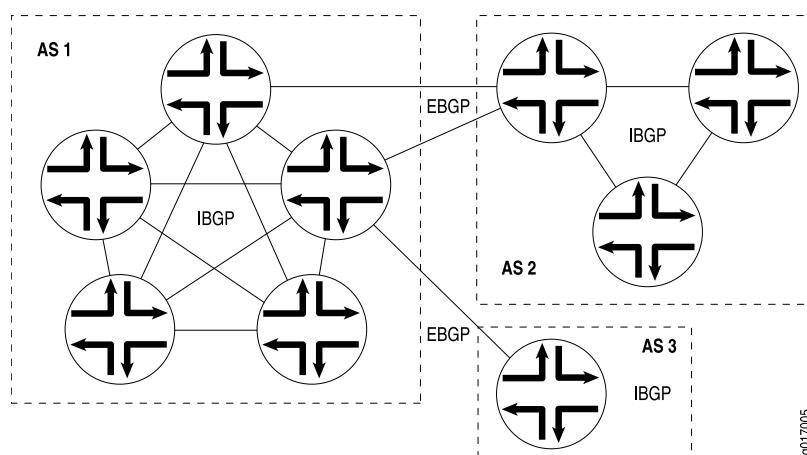 AS 1
EBGP
IBGP
IBGP
AS 2
EBGP
AS 3
IBGP
g017005